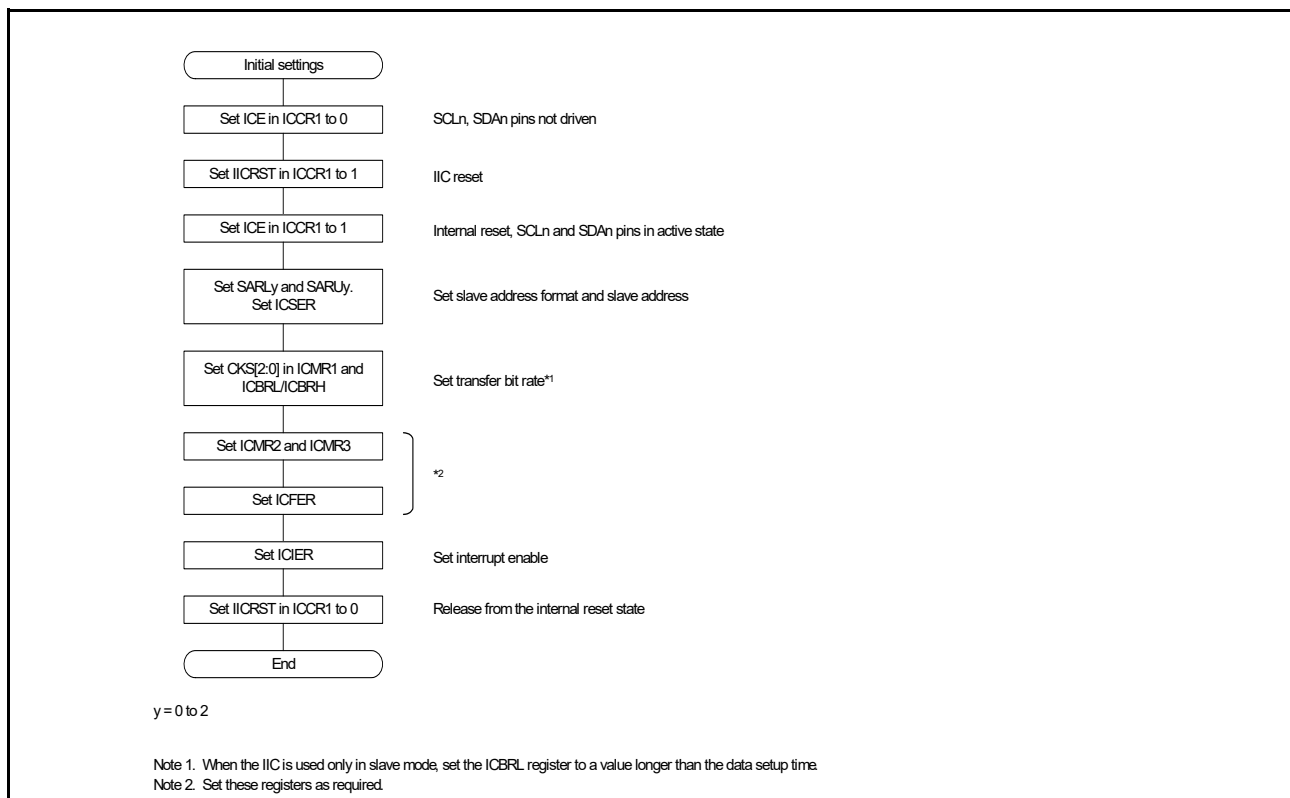 Initial settings
Set ICE in ICCR1 to 0
SCLn, SDAn pins not driven
Set IICRST in ICCR1 to 1
IIC reset
Set ICE in ICCR1 to 1
Internal reset, SCLn and SDAn pins in active state
Set SARLy and SARUy.
Set ICSER
Set slave address format and slave address
Set CKS[2:0] in ICMR1 and
ICBRL/ICBRH
Set transfer bit rate*1
Set ICMR2 and ICMR3
*2
Set ICFER
Set ICIER
Set interrupt enable
Set IICRST in ICCR1 to 0
Release from the internal reset state
End
y = 0 to 2
Note 1. When the IIC is used only in slave mode, set the ICBRL register to a value longer than the data setup time.
Note 2. Set these registers as required.